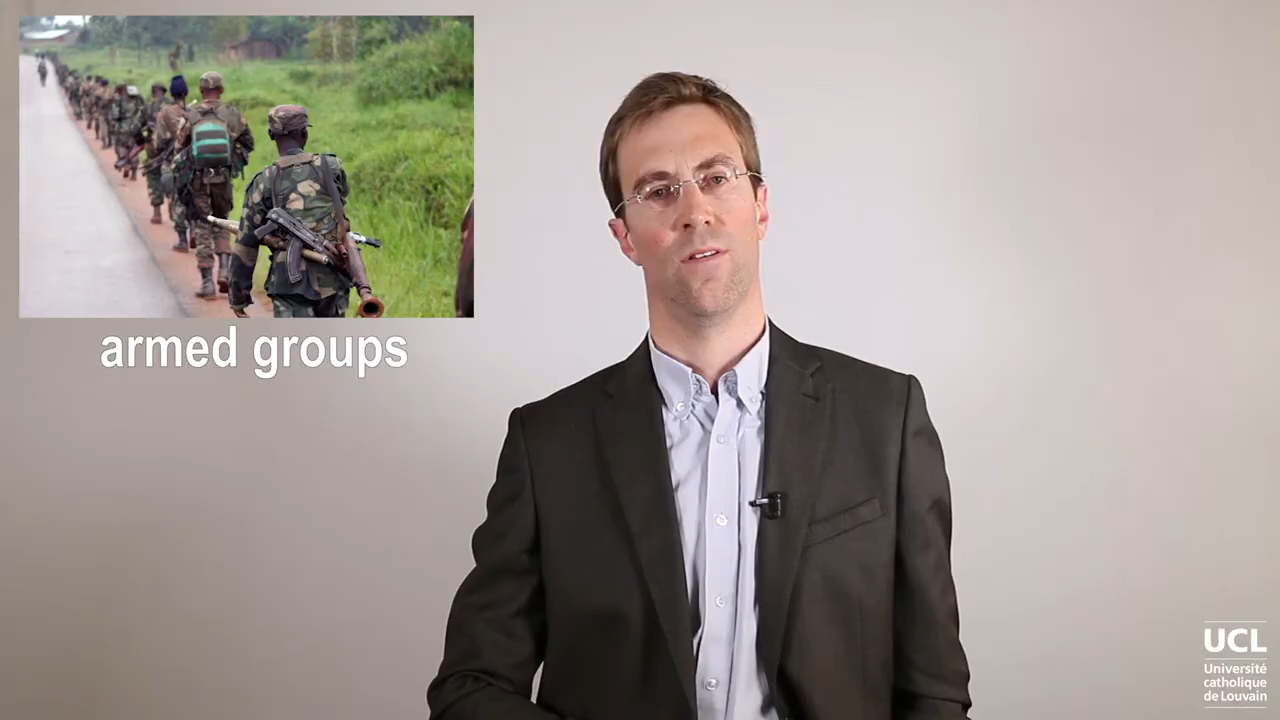 armed groups
UCL
Université
catholique
de Louvain